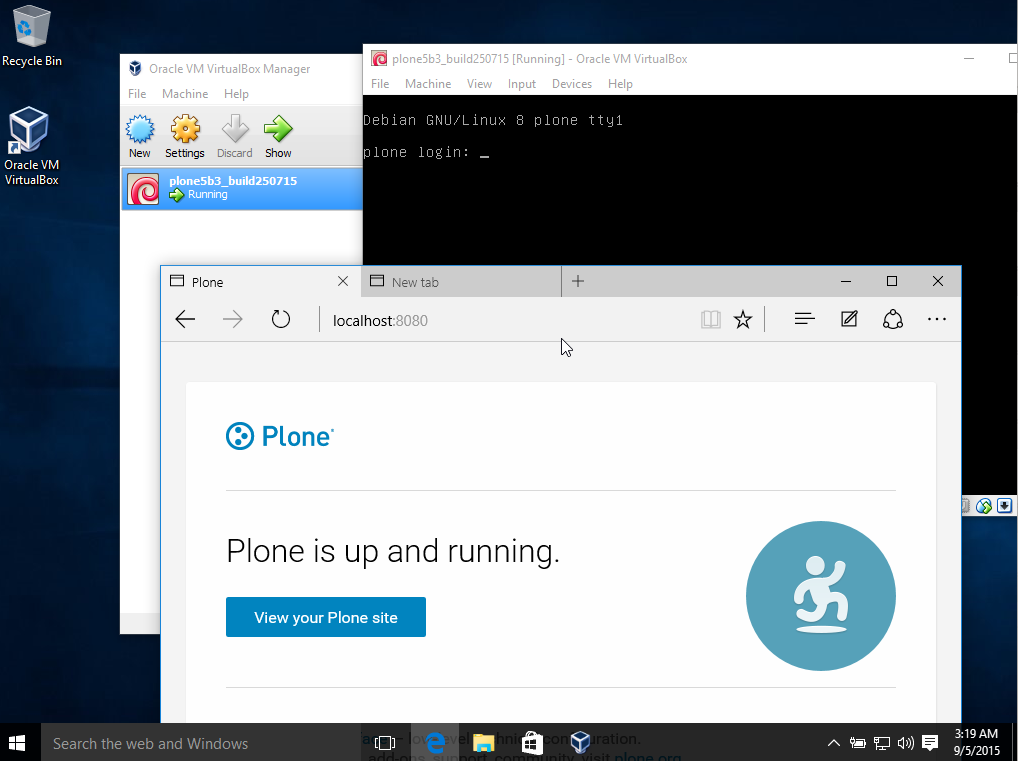 Recycle Bin
Oracle VM
VirtualBox
Oracle VM VirtualBox Manager
File Machine Help
New Settings Discard Show
plone5b3_build250715
Running
plone5b3_build250715 [Running] - Oracle VM VirtualBox
File Machine View Input Devices Help
Debian GNU/Linux 8 plone tty1
plone login: _
Plone New tab
localhost:8080
Plone
Plone is up and running.
View your Plone site
Search the web and Windows
3:19 AM
9/5/2015